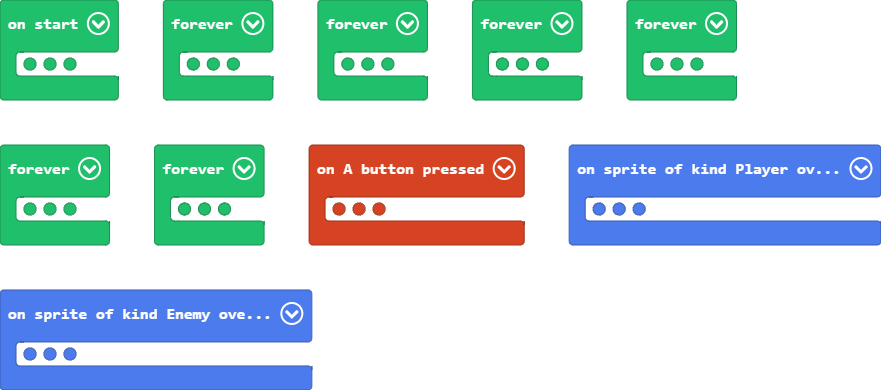 on start
forever
forever
forever
forever
forever
forever
on A button pressed
on sprite of kind Player ov...
on sprite of kind Enemy ove...